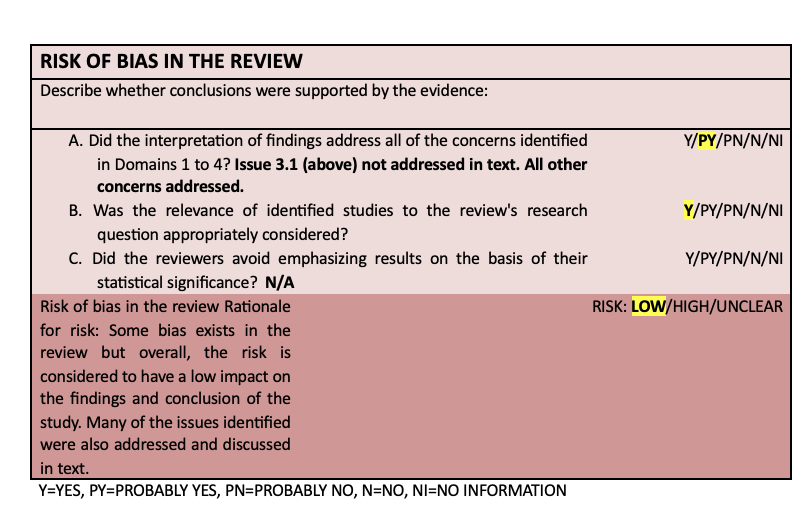 RISK OF BIAS IN THE REVIEW
Describe whether conclusions were supported by the evidence:
A. Did the interpretation of findings address all of the concerns identified Y/PY/PN/N/NI
in Domains 1 to 4? Issue 3.1 (above) not addressed in text. All other
concerns addressed.
B. Was the relevance of identified studies to the review's research Y/PY/PN/N/NI
question appropriately considered?
C. Did the reviewers avoid emphasizing results on the basis of their Y/PY/PN/N/NI
statistical significance? N/A
Risk of bias in the review Rationale RISK: LOW/HIGH/UNCLEAR
for risk: Some bias exists in the
review but overall, the risk is
considered to have a low impact on
the findings and conclusion of the
study. Many of the issues identified
were also addressed and discussed
in text.
Y=YES, PY=PROBABLY YES, PN=PROBABLY NO, N=NO, NI=NO INFORMATION